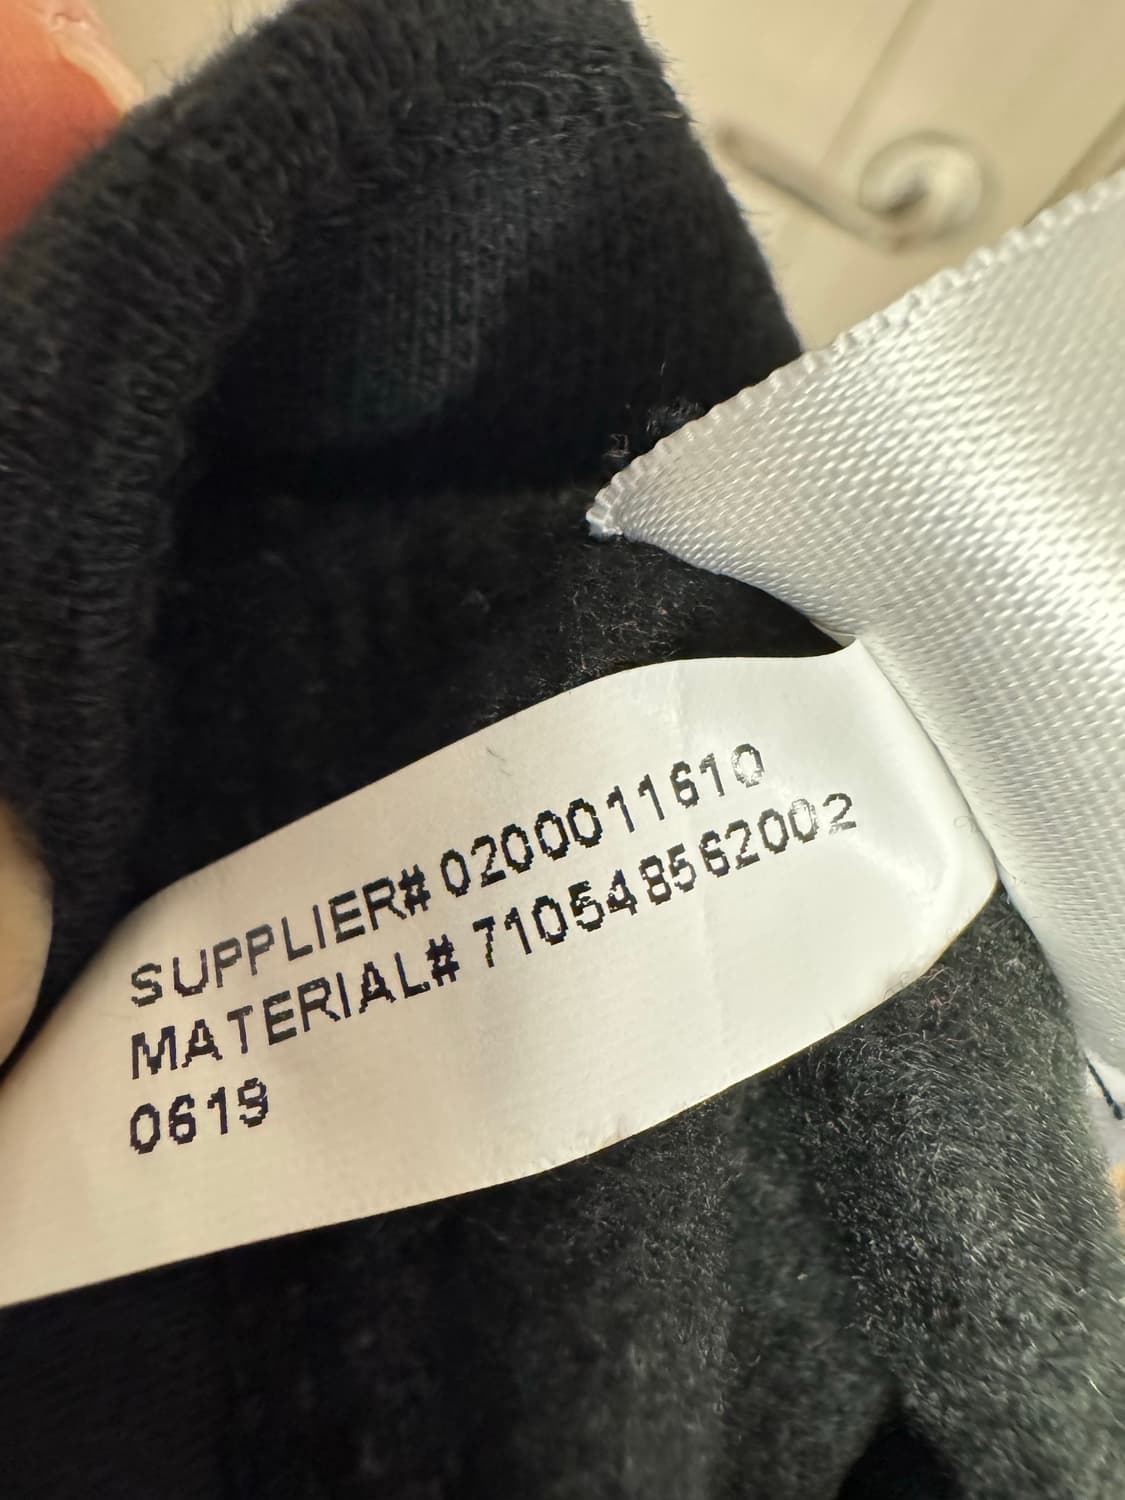 SUPPLIER# 0200011610
MATERIAL# 710548562002
0619